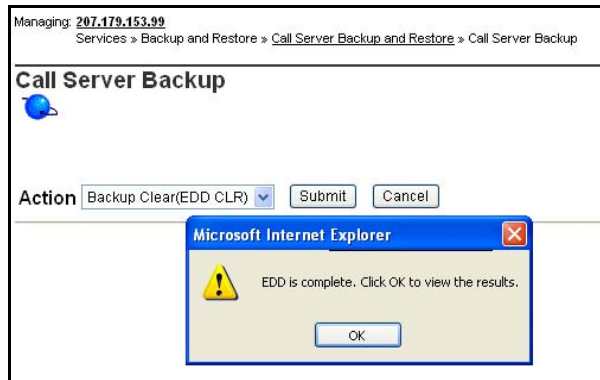 Managing: 207.179.153.99
Services » Backup and Restore » Call Server Backup and Restore » Call Server Backup
Call Server Backup
Action Backup Clear(EDD CLR) Submit Cancel
Microsoft Internet Explorer
EDD is complete. Click OK to view the results.
OK